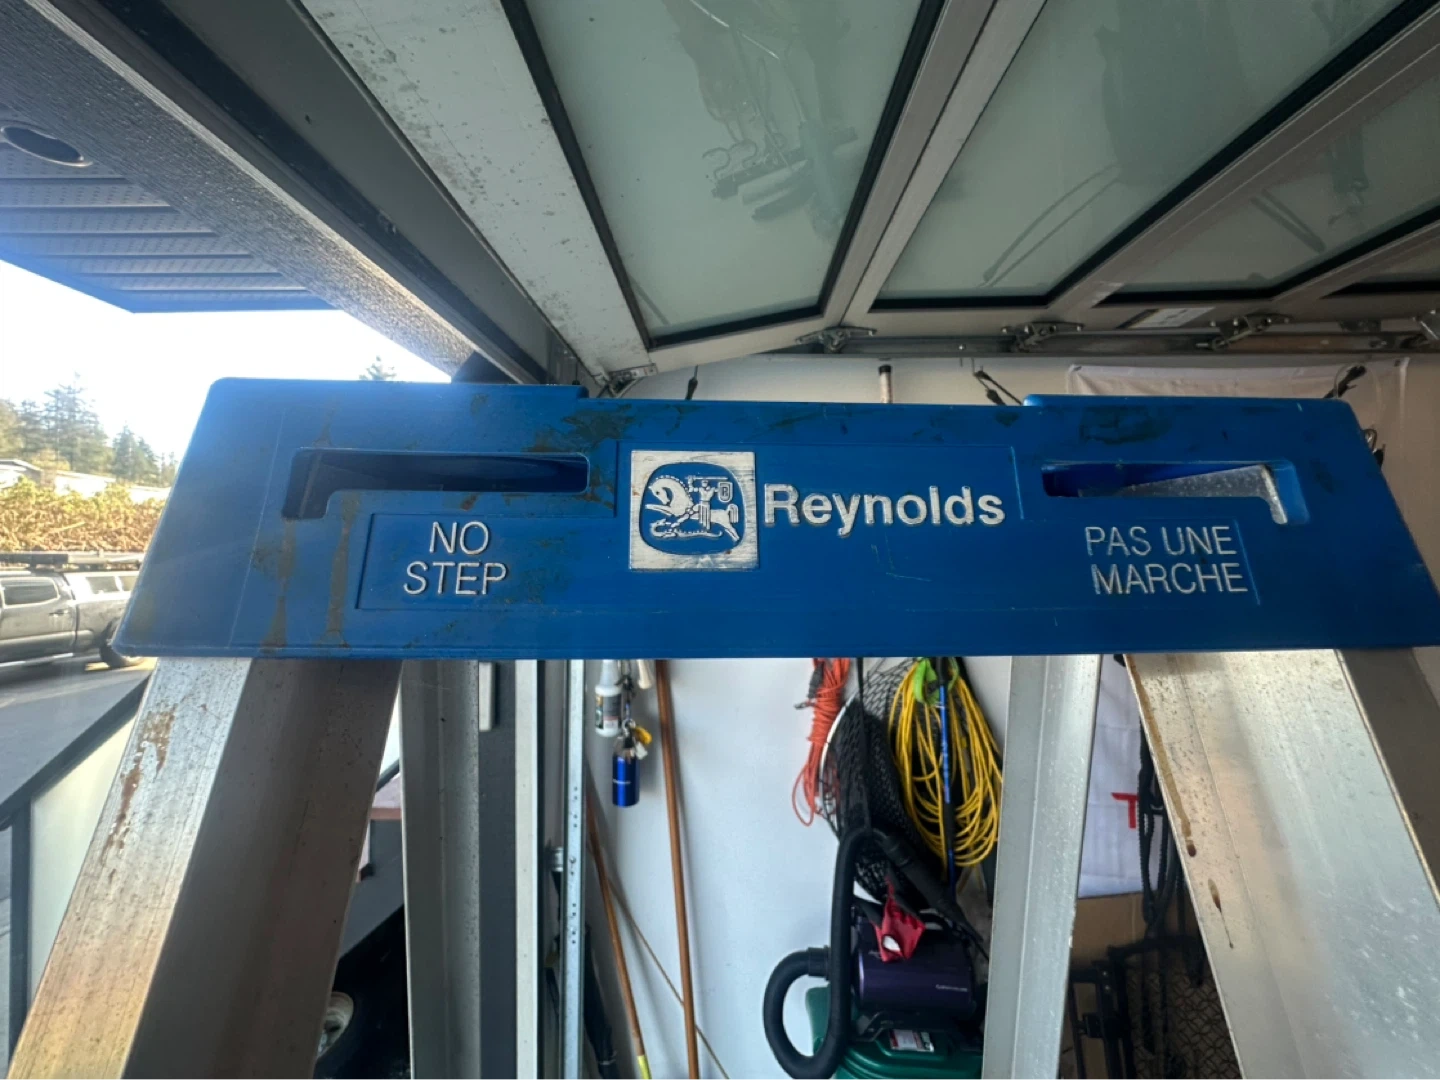 NO
STEP
Reynolds
PAS UNE
MARCHE